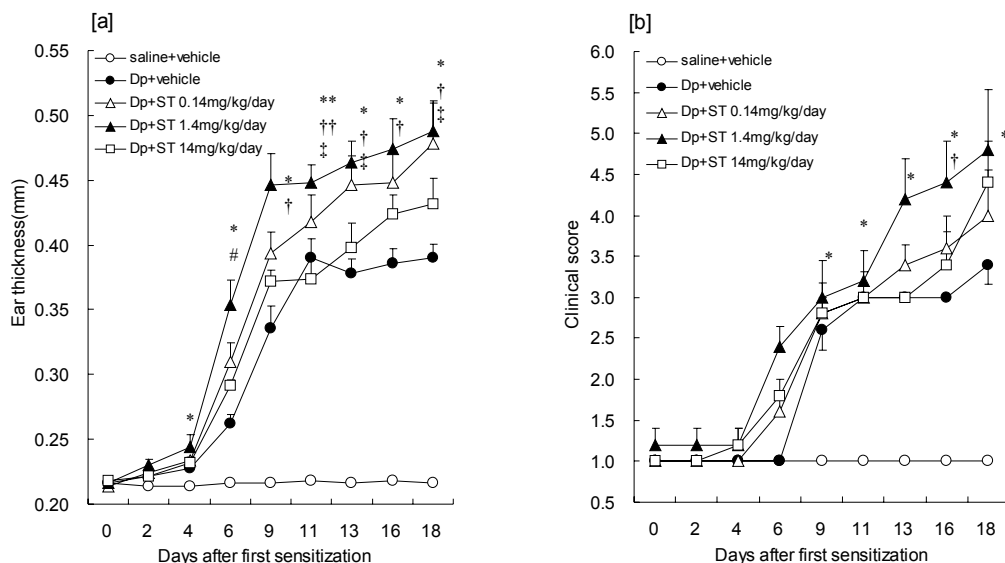 [a]
0.55
0.50
0.45
0.40
0.35
0.30
0.25
0.20
Ear thickness(mm)
saline+vehicle
Dp+vehicle
Dp+ST 0.14mg/kg/day
Dp+ST 1.4mg/kg/day
Dp+ST 14mg/kg/day
*
*
#
*
†
**
††
‡
*
†
‡
*
†
*
†
‡
0 2 4 6 9 11 13 16 18
Days after first sensitization
[b]
6.0
5.5
5.0
4.5
4.0
3.5
3.0
2.5
2.0
1.5
1.0
0.5
Clinical score
saline+vehicle
Dp+vehicle
Dp+ST 0.14mg/kg/day
Dp+ST 1.4mg/kg/day
Dp+ST 14mg/kg/day
*
*
*
*
†
*
0 2 4 6 9 11 13 16 18
Days after first sensitization